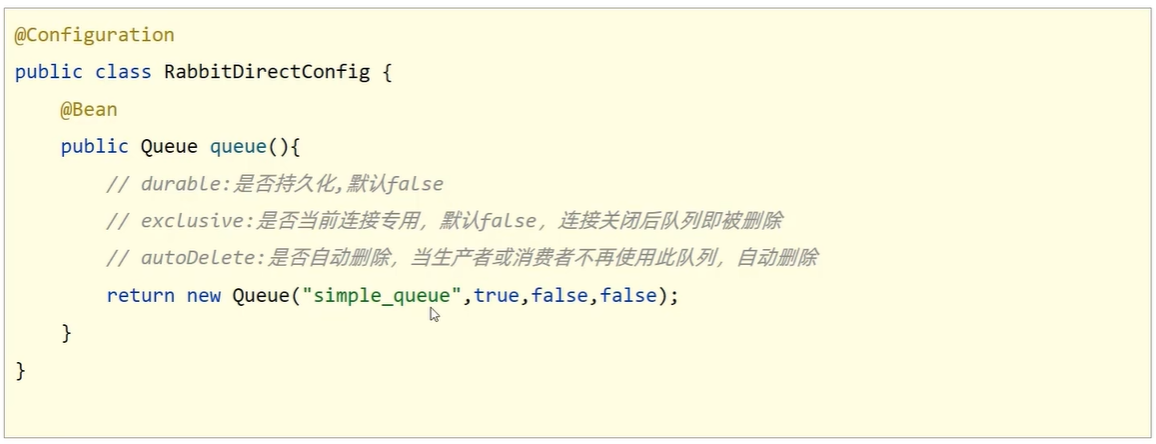 @Configuration
public class RabbitDirectConfig {
    @Bean
    public Queue queue(){
        // durable:是否持久化,默认false
        // exclusive:是否当前连接专用，默认false，连接关闭后队列即被删除
        // autoDelete:是否自动删除，当生产者或消费者不再使用此队列，自动删除
        return new Queue("simple_queue",true,false,false);
    }
}